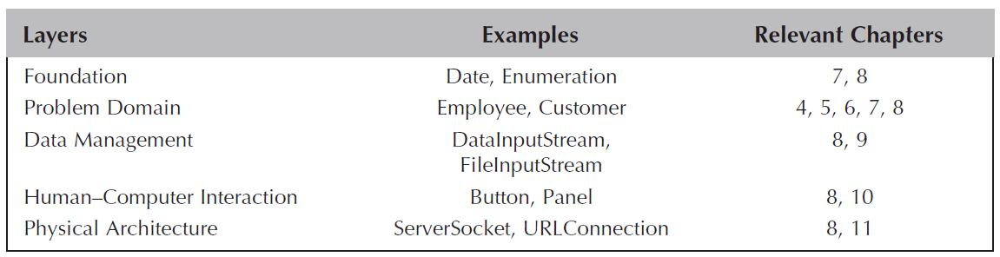 Layers Examples Relevant Chapters
Foundation Date, Enumeration 7, 8
Problem Domain Employee, Customer 4, 5, 6, 7, 8
Data Management DataInputStream, 8, 9
FileInputStream
Human–Computer Interaction Button, Panel 8, 10
Physical Architecture ServerSocket, URLConnection 8, 11